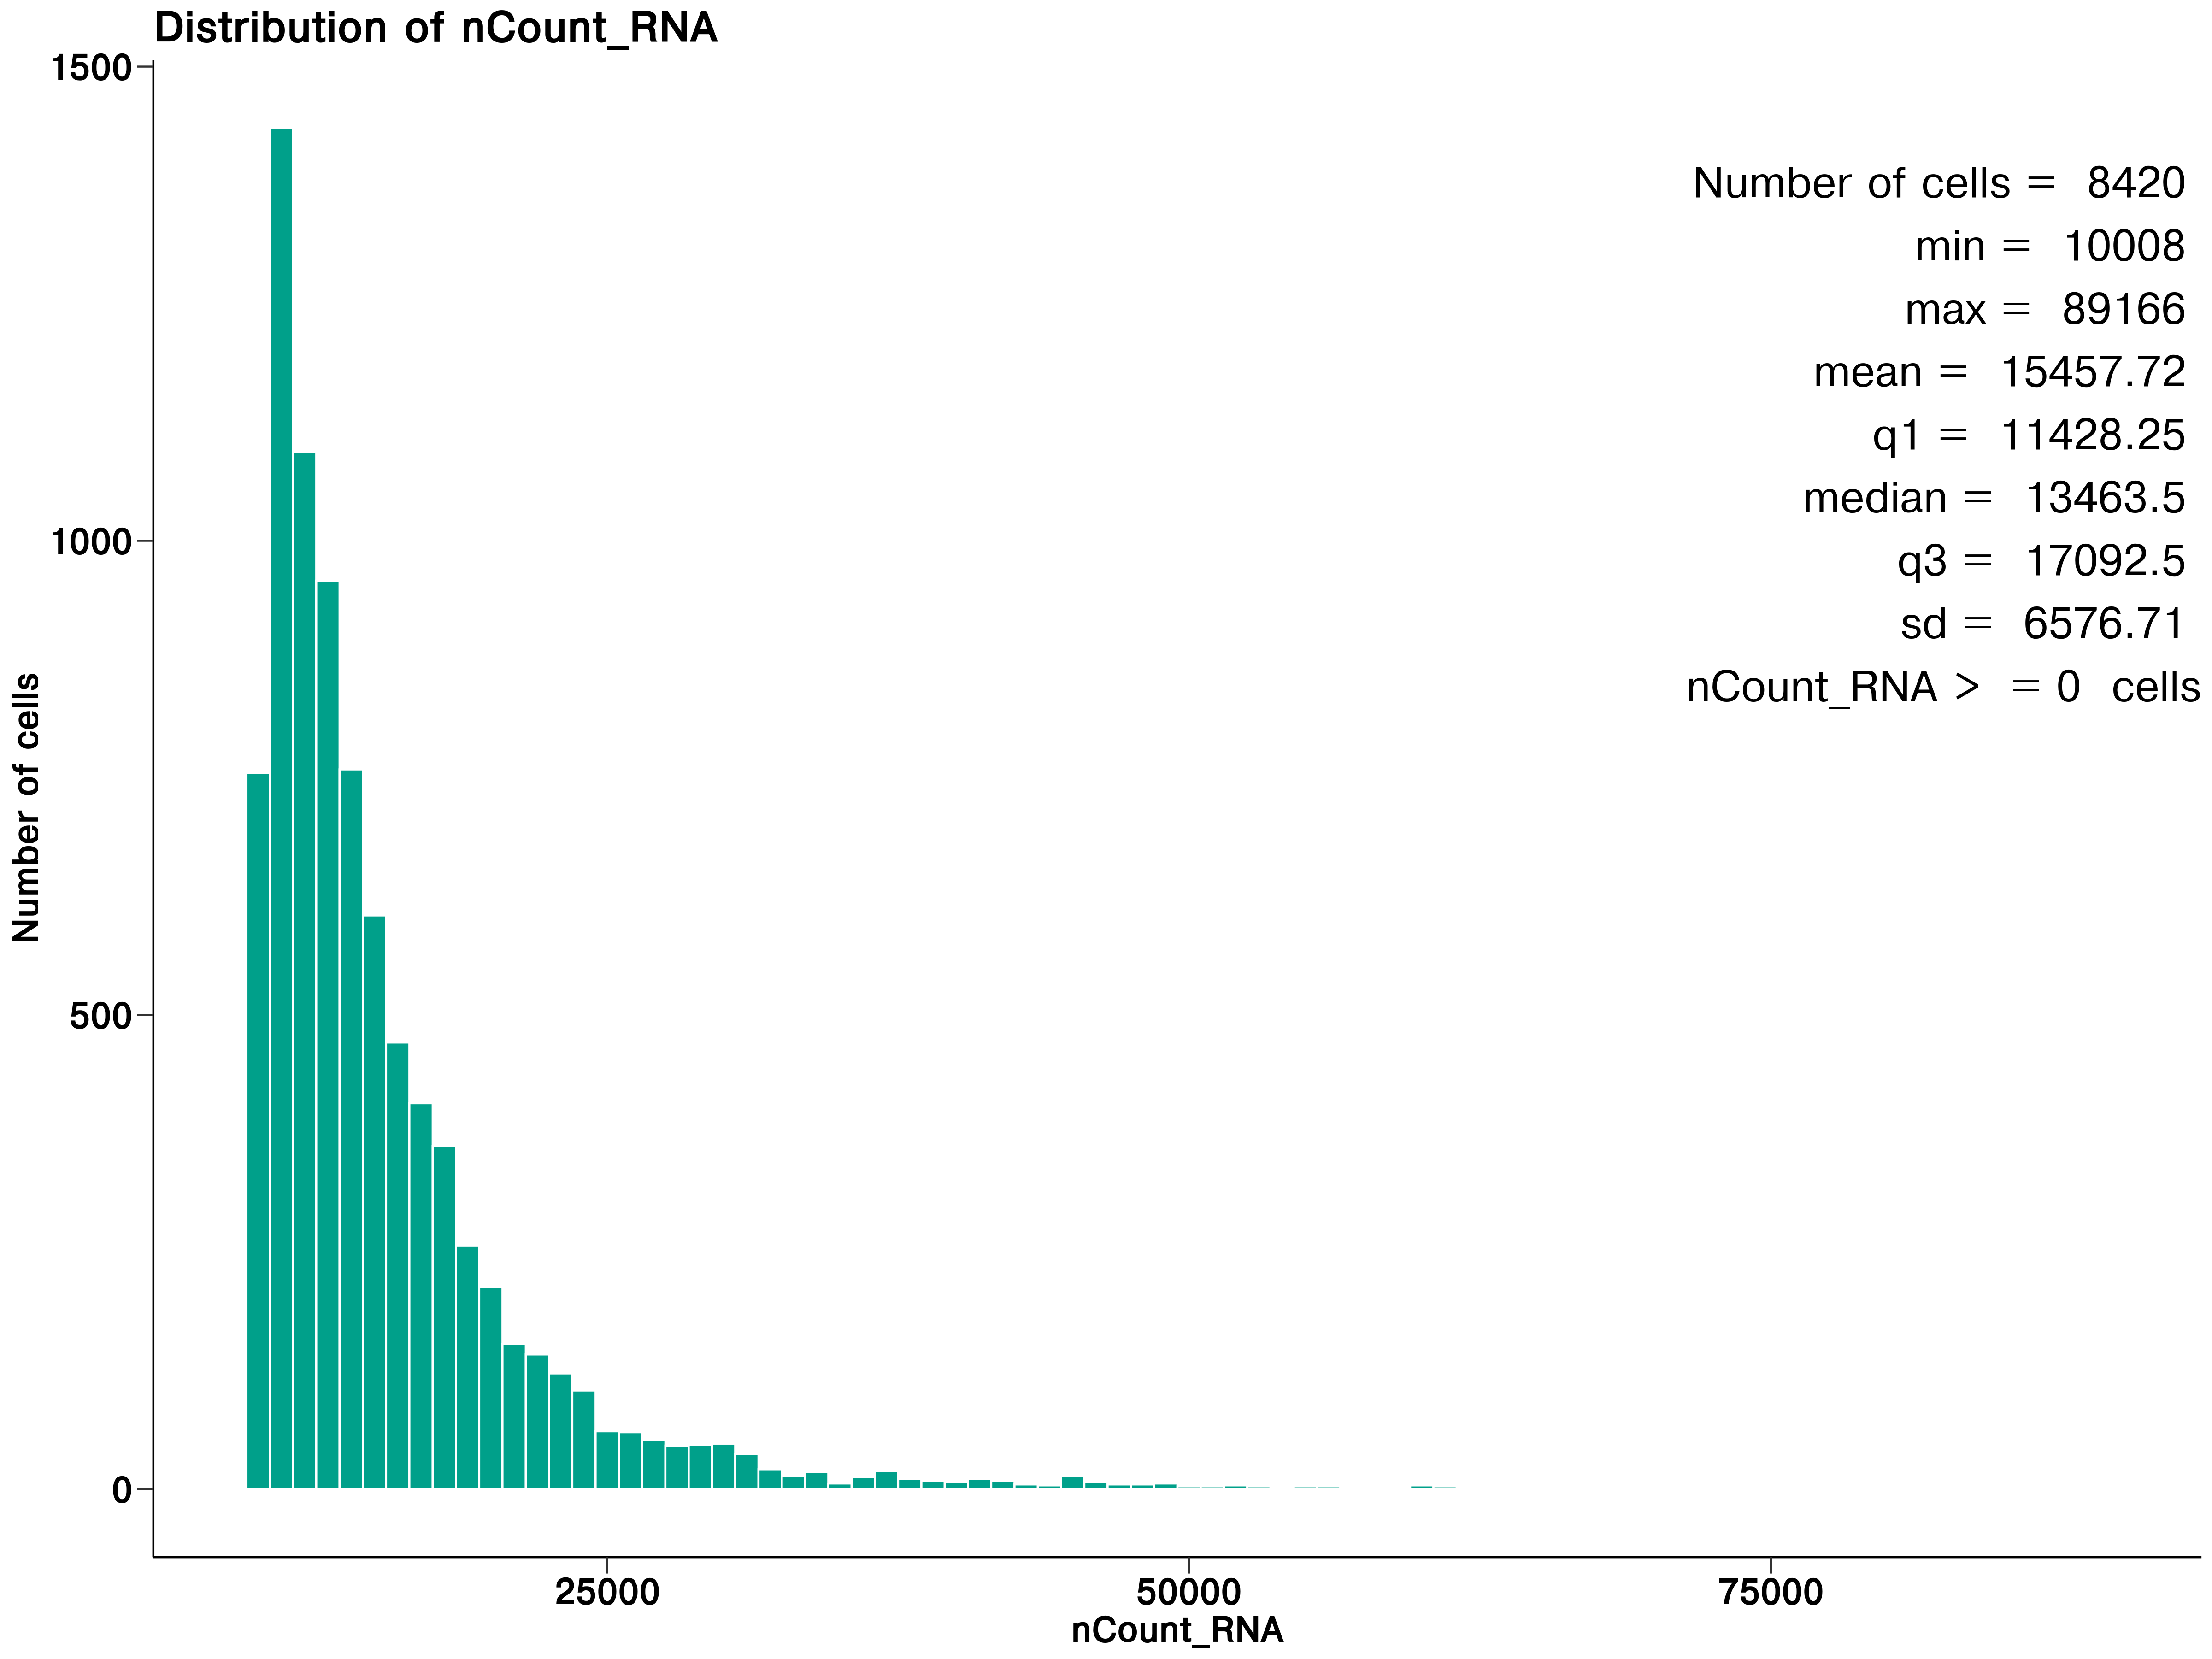 Distribution of nCount_RNA
1500
1000
500
0
Number of cells
Number of cells = 8420
min = 10008
max = 89166
mean = 15457.72
q1 = 11428.25
median = 13463.5
q3 = 17092.5
sd = 6576.71
nCount_RNA > = 0 cells
25000 50000 75000
nCount_RNA